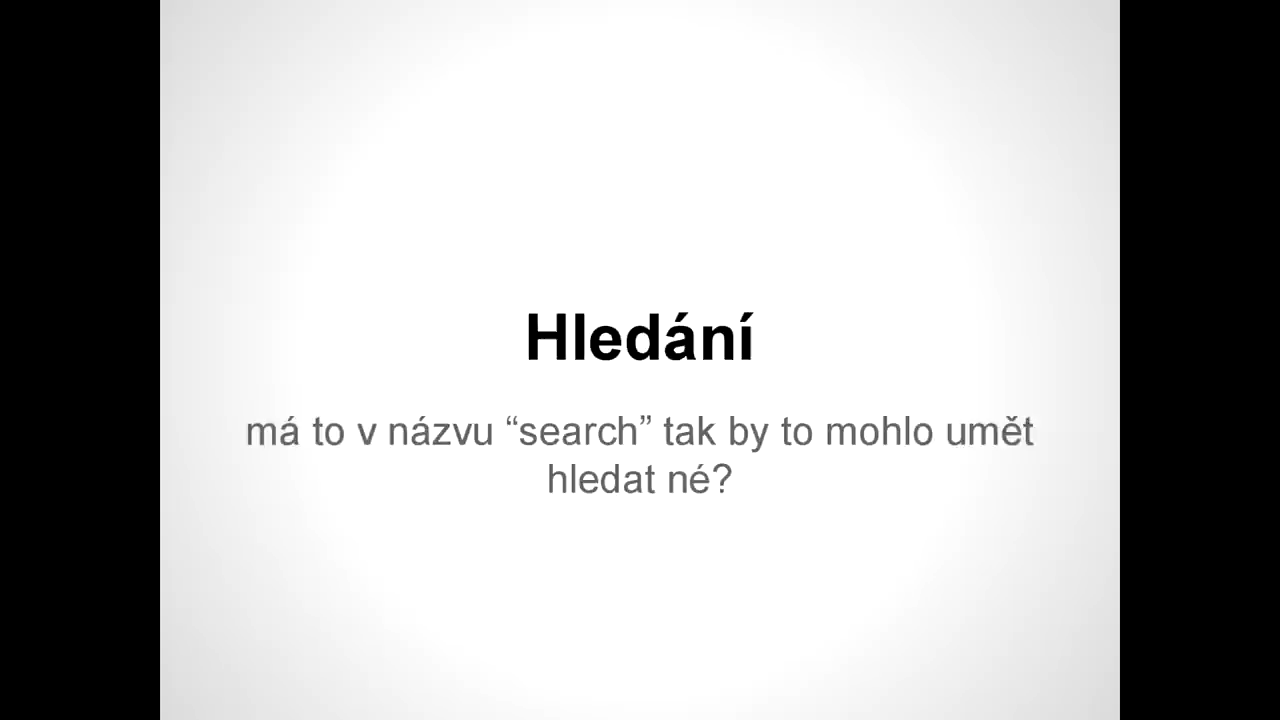 Hledání
má to v názvu “search” tak by to mohlo umět
hledat né?